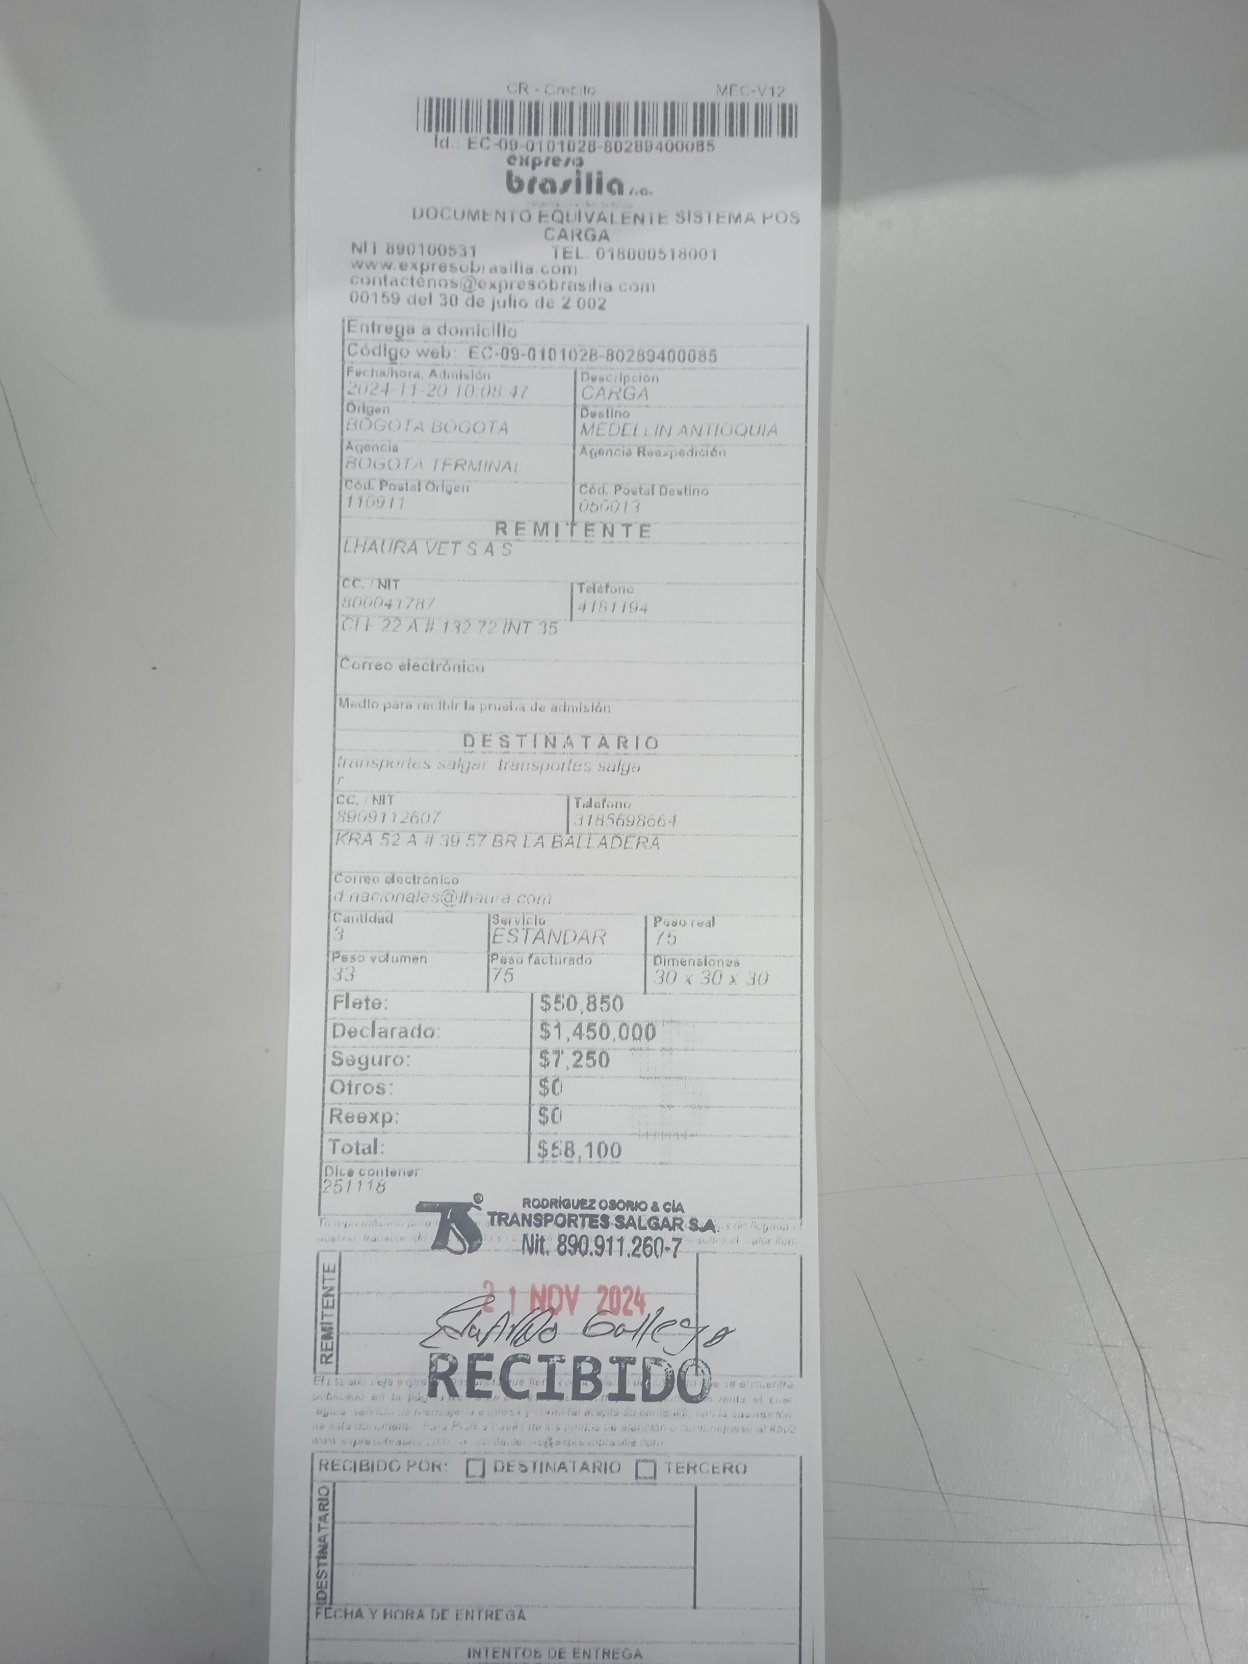 CR - Credito MFC-V12
Id.: EC-09-0101028-80289400085
expreso
brasilia s.a.
DOCUMENTO EQUIVALENTE SISTEMA POS
CARGA
NIT 890100531 TEL. 018000518001
www.expresobrasilia.com
contactenos@expresobrasilia.com
00159 del 30 de julio de 2 002
Entrega a domicilio
Código web: EC-09-0101028-80289400085
Fecha/hora. Admisión Descripción
2024-11-20 10:08:47 CARGA
Origen Destino
BOGOTA BOGOTA MEDELLIN ANTIOQUIA
Agencia Agencia Reexpedición
BOGOTA TERMINAL
Cód. Postal Origen Cód. Postal Destino
110911 050013
REMITENTE
LHAURA VET S A S
CC. / NIT Teléfono
800041787 4151194
CLL 22 A # 132 72 INT 35
Correo electrónico
Medio para recibir la prueba de admisión
DESTINATARIO
transportes salgar transportes salga
r
CC. / NIT Teléfono
8909112607 3185698664
KRA 52 A # 39 57 BR LA BALLADERA
Correo electrónico
d.nacionales@lhaura.com
Cantidad Servicio Peso real
3 ESTANDAR 75
Peso volumen Peso facturado Dimensiones
33 75 30 x 30 x 30
Flete: $50,850
Declarado: $1,450,000
Seguro: $7,250
Otros: $0
Reexp: $0
Total: $58,100
Dice contener
251118
RODRÍGUEZ OSORIO & CÍA
TRANSPORTES SALGAR S.A.
Nit. 890.911.260-7
REMITENTE
21 NOV 2024
Eduardo Gallego
RECIBIDO
RECIBIDO POR: DESTINATARIO TERCERO
DESTINATARIO
FECHA Y HORA DE ENTREGA
INTENTOS DE ENTREGA